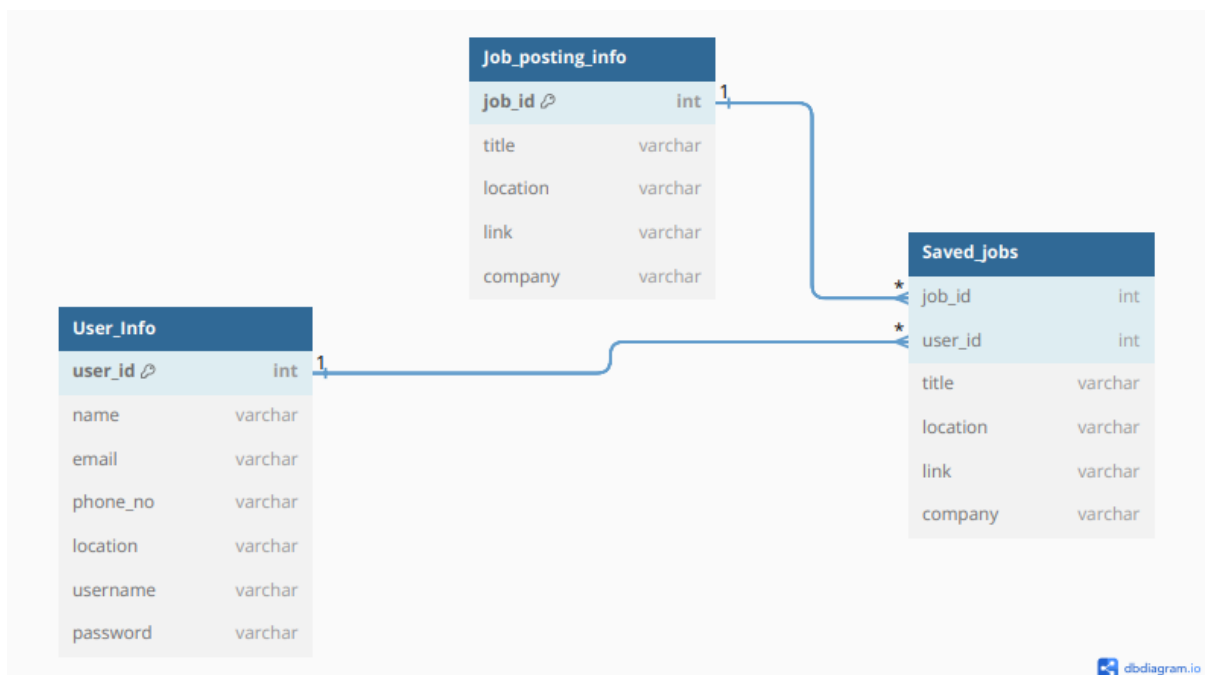 Job_posting_info
job_id int
title varchar
location varchar
link varchar
company varchar
1
Saved_jobs
* job_id int
* user_id int
title varchar
location varchar
link varchar
company varchar
User_Info
user_id int
1
name varchar
email varchar
phone_no varchar
location varchar
username varchar
password varchar
dbdiagram.io